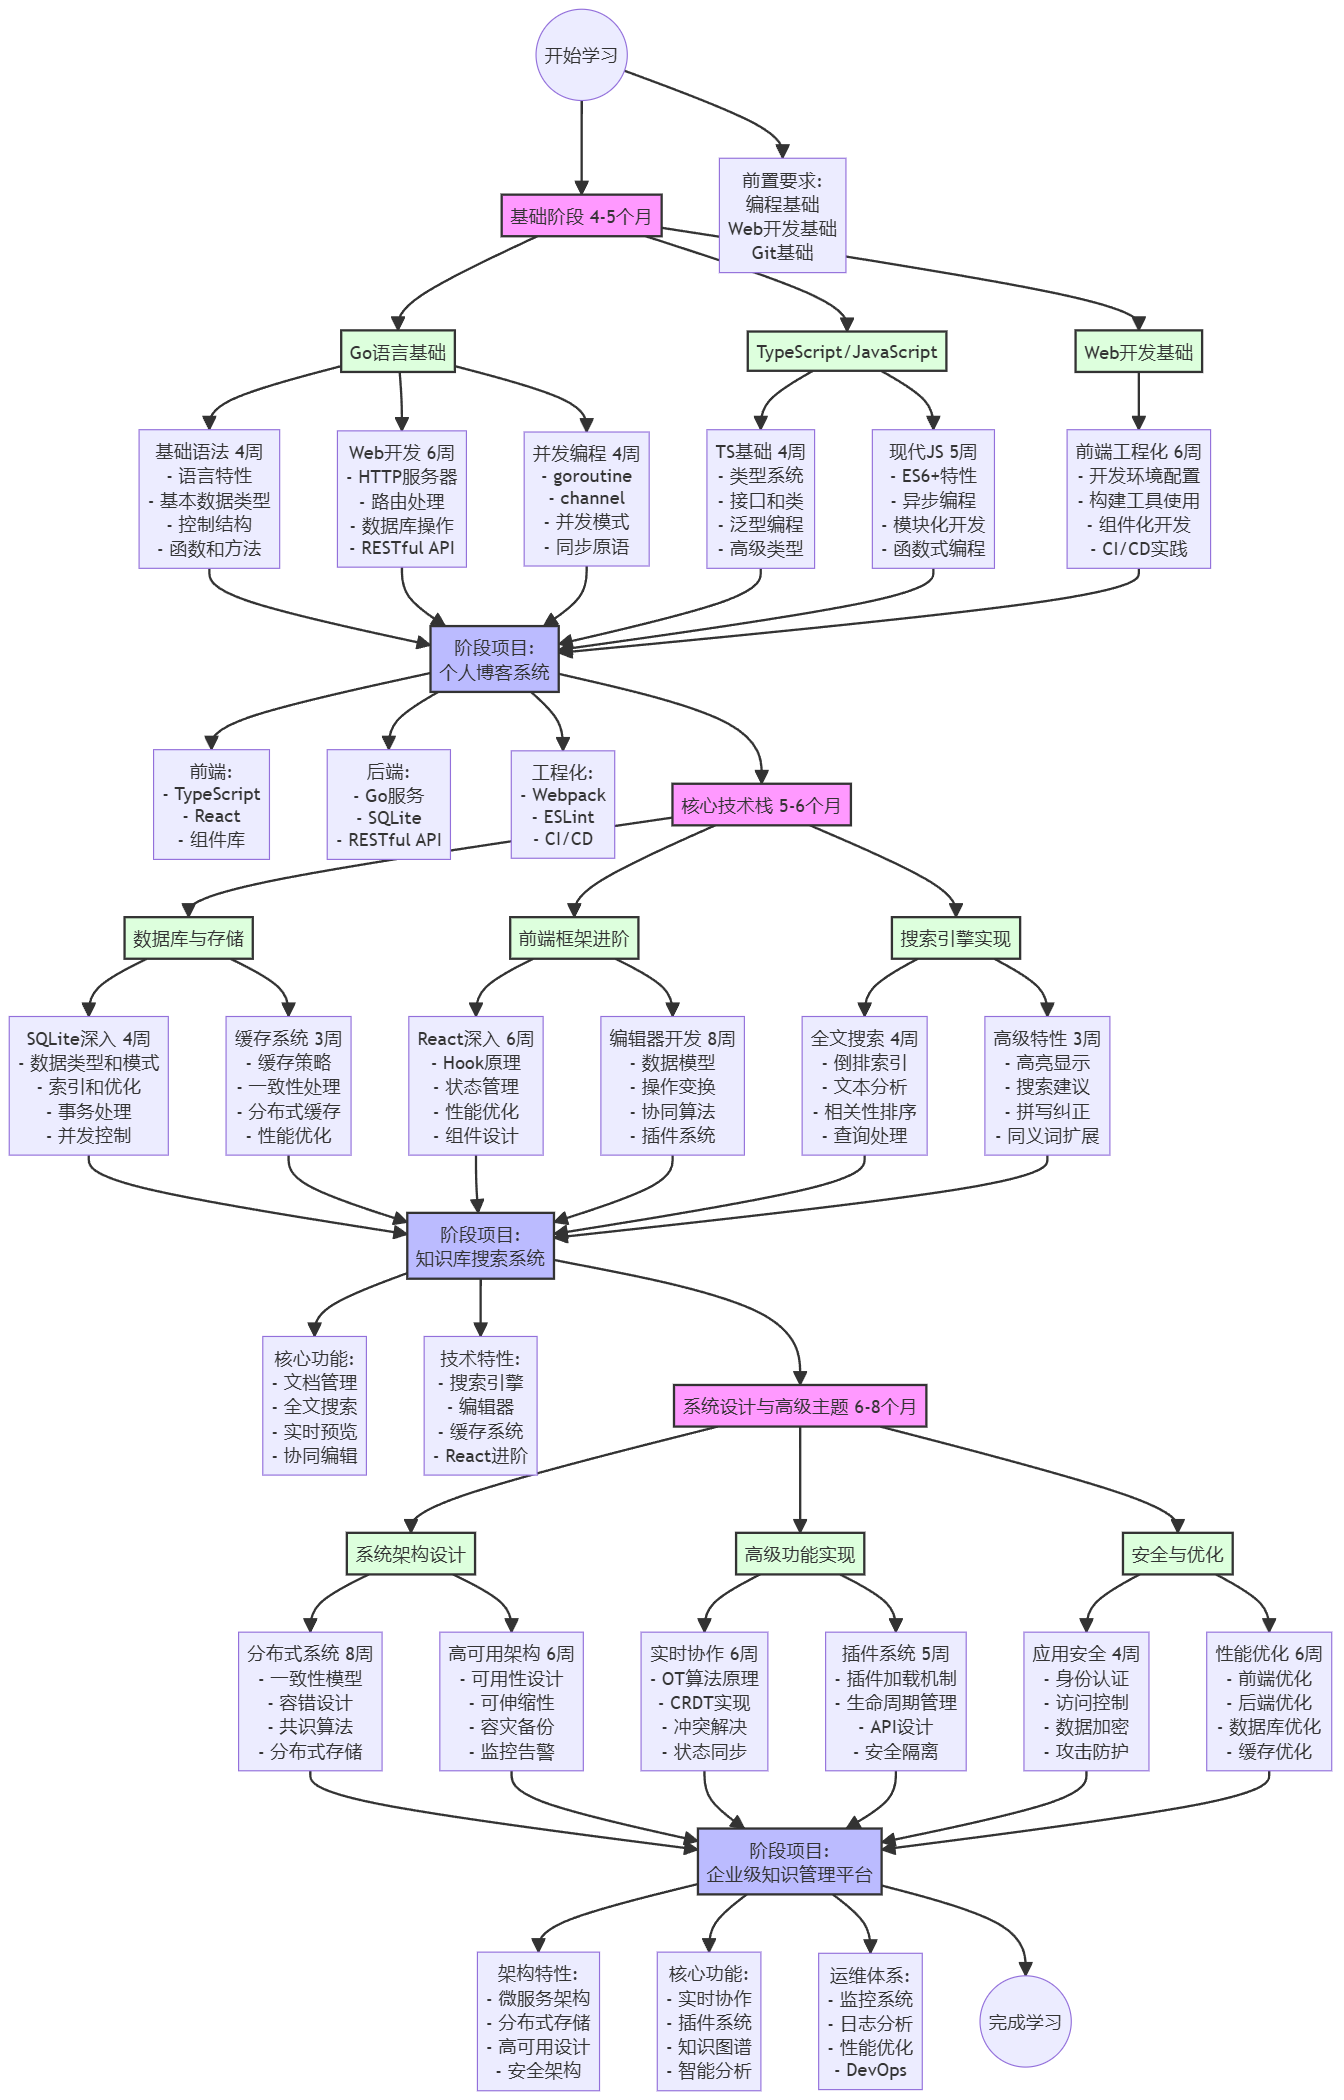 开始学习
前置要求:
编程基础
Web开发基础
Git基础
基础阶段 4-5个月
Go语言基础
TypeScript/JavaScript
Web开发基础
基础语法 4周
- 语言特性
- 基本数据类型
- 控制结构
- 函数和方法
Web开发 6周
- HTTP服务器
- 路由处理
- 数据库操作
- RESTful API
并发编程 4周
- goroutine
- channel
- 并发模式
- 同步原语
TS基础 4周
- 类型系统
- 接口和类
- 泛型编程
- 高级类型
现代JS 5周
- ES6+特性
- 异步编程
- 模块化开发
- 函数式编程
前端工程化 6周
- 开发环境配置
- 构建工具使用
- 组件化开发
- CI/CD实践
阶段项目:
个人博客系统
前端:
- TypeScript
- React
- 组件库
后端:
- Go服务
- SQLite
- RESTful API
工程化:
- Webpack
- ESLint
- CI/CD
核心技术栈 5-6个月
数据库与存储
前端框架进阶
搜索引擎实现
SQLite深入 4周
- 数据类型和模式
- 索引和优化
- 事务处理
- 并发控制
缓存系统 3周
- 缓存策略
- 一致性处理
- 分布式缓存
- 性能优化
React深入 6周
- Hook原理
- 状态管理
- 性能优化
- 组件设计
编辑器开发 8周
- 数据模型
- 操作变换
- 协同算法
- 插件系统
全文搜索 4周
- 倒排索引
- 文本分析
- 相关性排序
- 查询处理
高级特性 3周
- 高亮显示
- 搜索建议
- 拼写纠正
- 同义词扩展
阶段项目:
知识库搜索系统
核心功能:
- 文档管理
- 全文搜索
- 实时预览
- 协同编辑
技术特性:
- 搜索引擎
- 编辑器
- 缓存系统
- React进阶
系统设计与高级主题 6-8个月
系统架构设计
高级功能实现
安全与优化
分布式系统 8周
- 一致性模型
- 容错设计
- 共识算法
- 分布式存储
高可用架构 6周
- 可用性设计
- 可伸缩性
- 容灾备份
- 监控告警
实时协作 6周
- OT算法原理
- CRDT实现
- 冲突解决
- 状态同步
插件系统 5周
- 插件加载机制
- 生命周期管理
- API设计
- 安全隔离
应用安全 4周
- 身份认证
- 访问控制
- 数据加密
- 攻击防护
性能优化 6周
- 前端优化
- 后端优化
- 数据库优化
- 缓存优化
阶段项目:
企业级知识管理平台
架构特性:
- 微服务架构
- 分布式存储
- 高可用设计
- 安全架构
核心功能:
- 实时协作
- 插件系统
- 知识图谱
- 智能分析
运维体系:
- 监控系统
- 日志分析
- 性能优化
- DevOps
完成学习